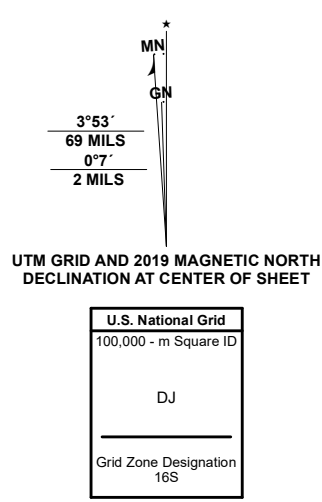 MN
GN
3°53´
69 MILS
0°7´
2 MILS
UTM GRID AND 2019 MAGNETIC NORTH
DECLINATION AT CENTER OF SHEET
U.S. National Grid
100,000 - m Square ID
DJ
Grid Zone Designation
16S